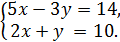 5x − 3y = 14,
2x + y = 10.